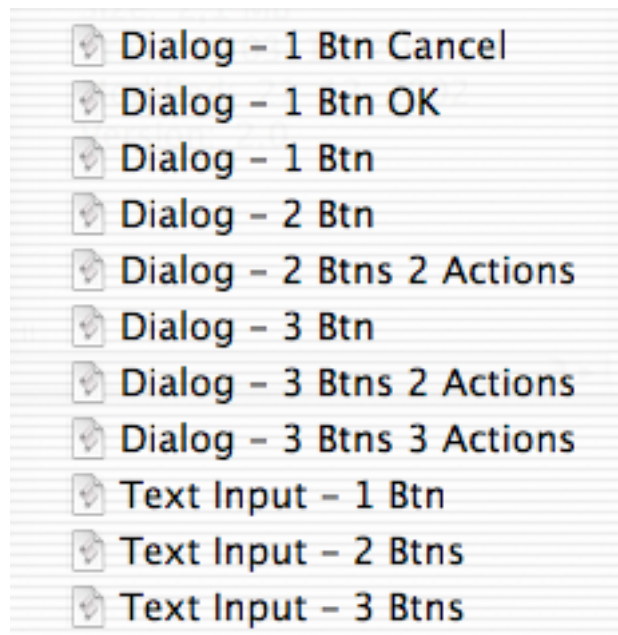 Dialog – 1 Btn Cancel
Dialog – 1 Btn OK
Dialog – 1 Btn
Dialog – 2 Btn
Dialog – 2 Btns 2 Actions
Dialog – 3 Btn
Dialog – 3 Btns 2 Actions
Dialog – 3 Btns 3 Actions
Text Input – 1 Btn
Text Input – 2 Btns
Text Input – 3 Btns